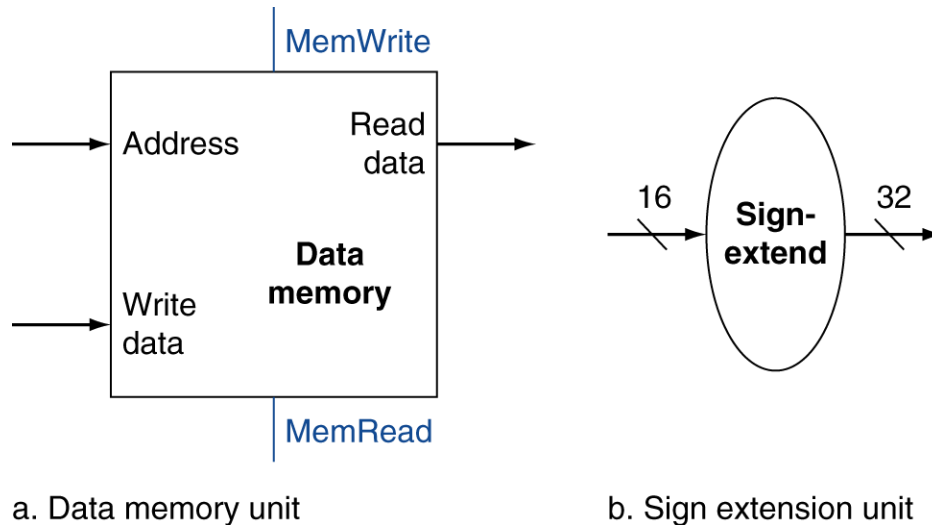 MemWrite
Address
Read
data
Data
memory
Write
data
MemRead
a. Data memory unit
16
Sign-
extend
32
b. Sign extension unit